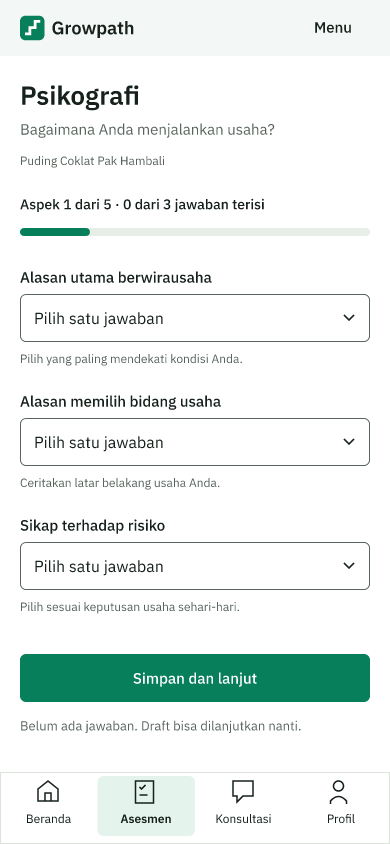 Growpath
Menu
Psikografi
Bagaimana Anda menjalankan usaha?
Puding Coklat Pak Hambali
Aspek 1 dari 5 · 0 dari 3 jawaban terisi
Alasan utama berwirausaha
Pilih satu jawaban
Pilih yang paling mendekati kondisi Anda.
Alasan memilih bidang usaha
Pilih satu jawaban
Ceritakan latar belakang usaha Anda.
Sikap terhadap risiko
Pilih satu jawaban
Pilih sesuai keputusan usaha sehari-hari.
Simpan dan lanjut
Belum ada jawaban. Draft bisa dilanjutkan nanti.
Beranda
Asesmen
Konsultasi
Profil